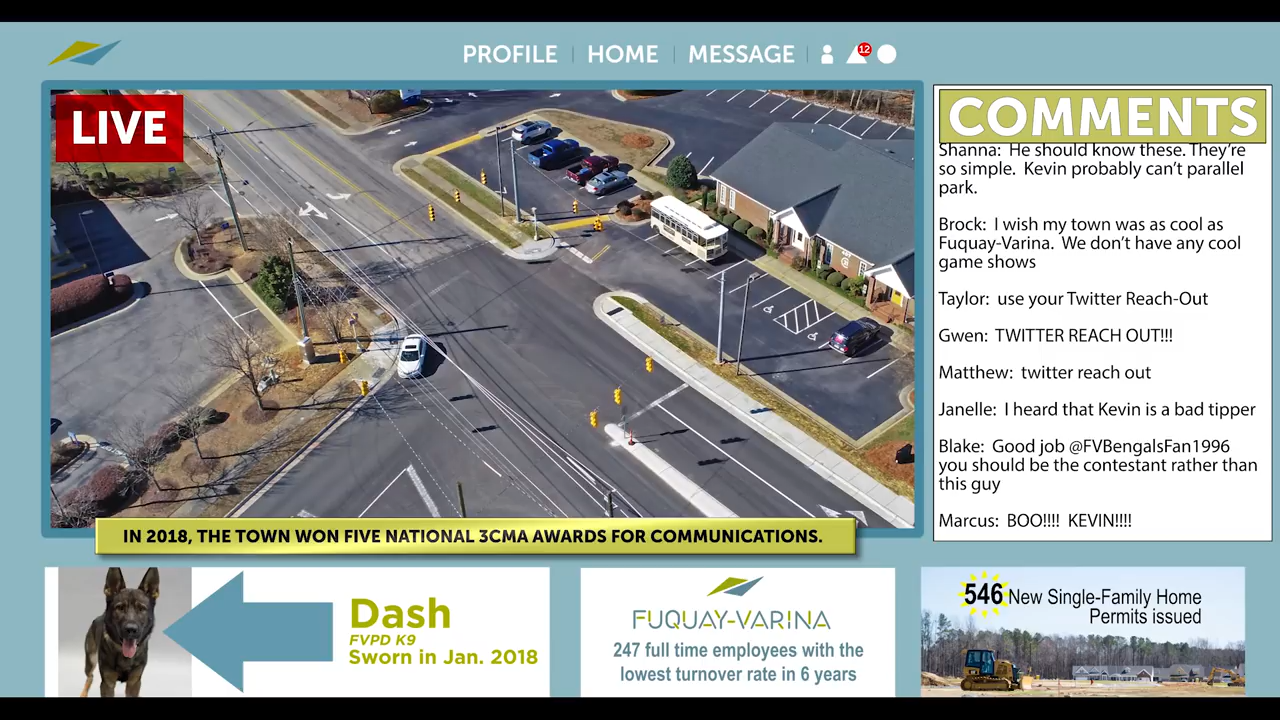 PROFILE
HOME
MESSAGE
12
LIVE
COMMENTS
Shanna: He should know these. They're
so simple. Kevin probably can't parallel
park.
Brock: I wish my town was as cool as
Fuquay-Varina. We don't have any cool
game shows
Taylor: use your Twitter Reach-Out
Gwen: TWITTER REACH OUT!!!
Matthew: twitter reach out
Janelle: I heard that Kevin is a bad tipper
Blake: Good job @FVBengalsFan1996
you should be the contestant rather than
this guy
Marcus: BOO!!!! KEVIN!!!!
IN 2018, THE TOWN WON FIVE NATIONAL 3CMA AWARDS FOR COMMUNICATIONS.
Dash
FVPD K9
Sworn in Jan. 2018
FUQUAY-VARINA
247 full time employees with the
lowest turnover rate in 6 years
546 New Single-Family Home
Permits issued